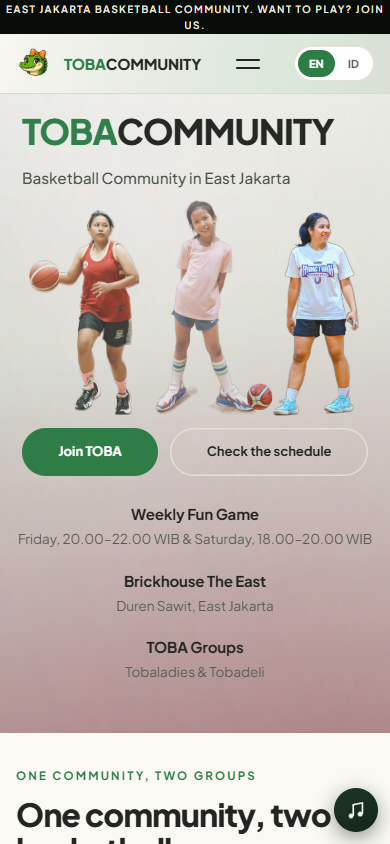 EAST JAKARTA BASKETBALL COMMUNITY. WANT TO PLAY? JOIN
US.
TOBACOMMUNITY
EN
ID
TOBACOMMUNITY
Basketball Community in East Jakarta
Join TOBA
Check the schedule
Weekly Fun Game
Friday, 20.00–22.00 WIB & Saturday, 18.00–20.00 WIB
Brickhouse The East
Duren Sawit, East Jakarta
TOBA Groups
Tobaladies & Tobadeli
ONE COMMUNITY, TWO GROUPS
One community, two